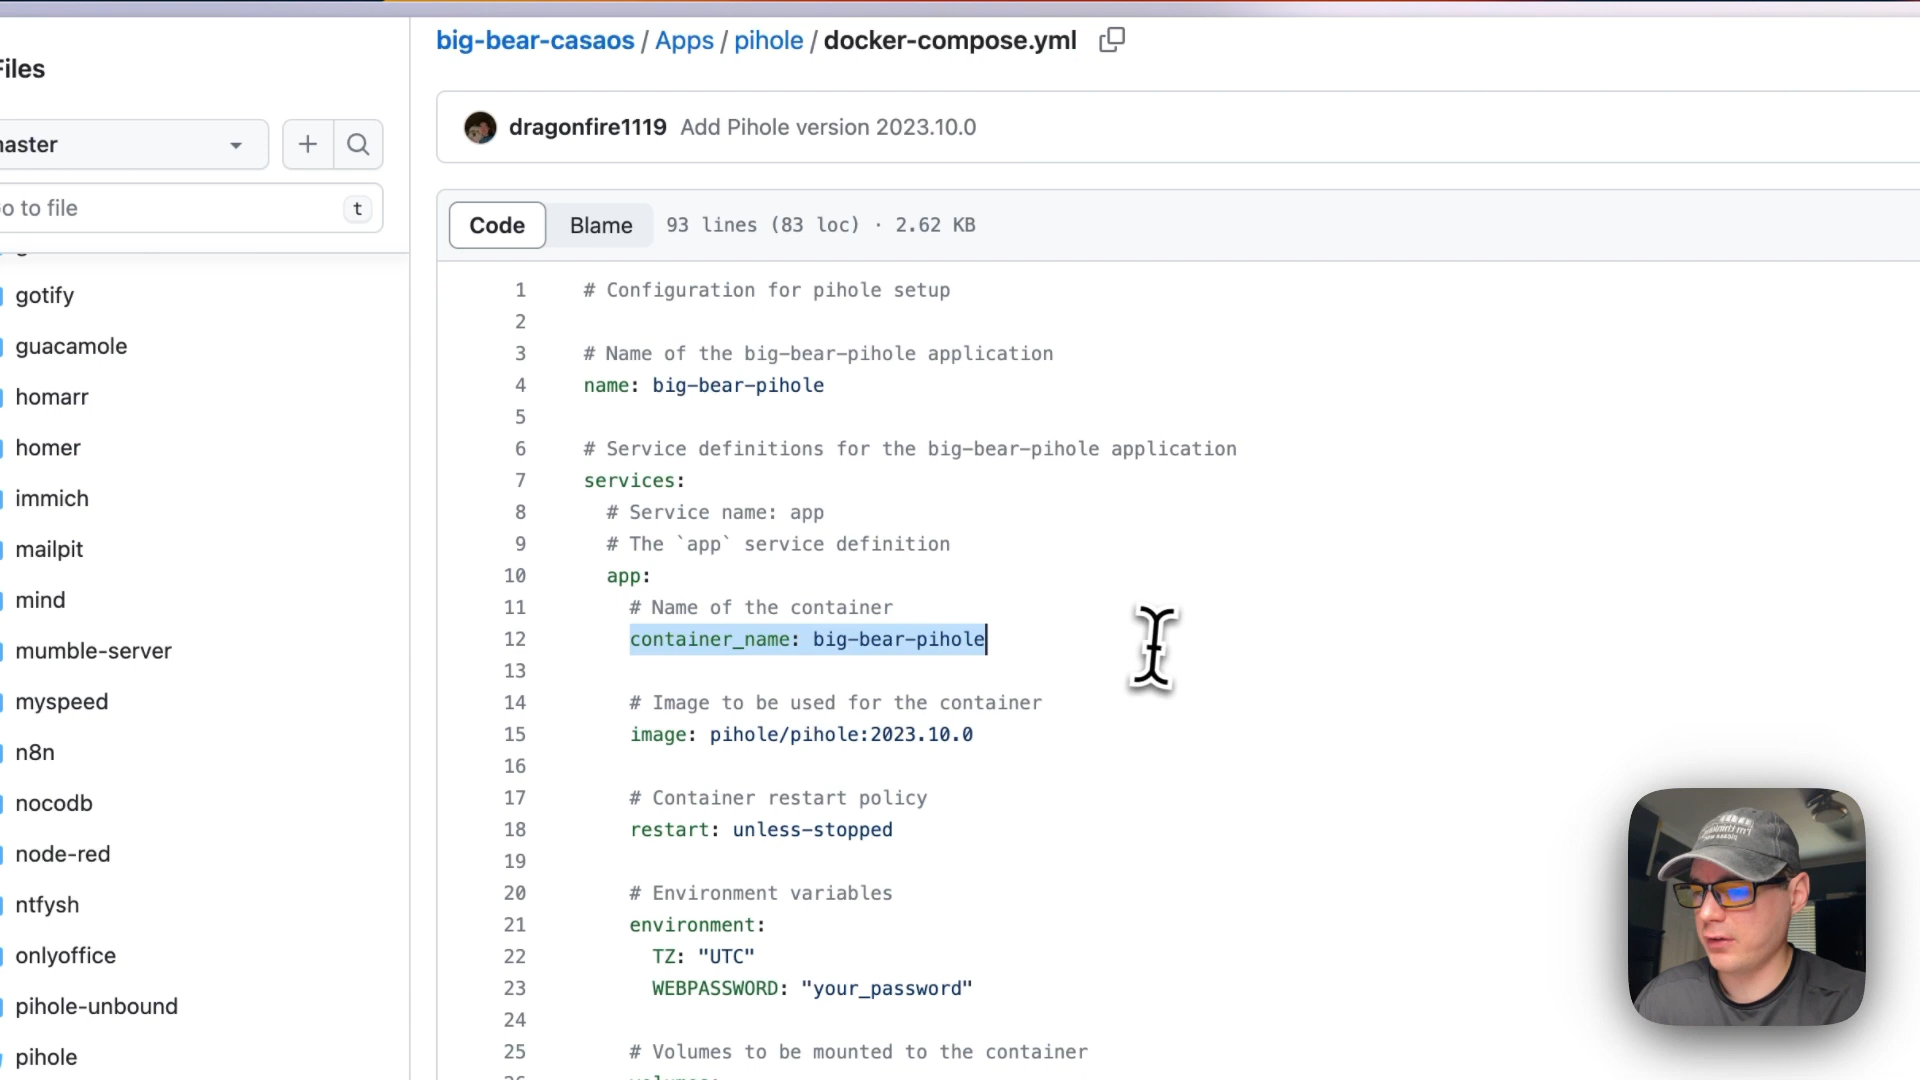 big-bear-casaos / Apps / pihole / docker-compose.yml
Files
master
Go to file t
gotify
guacamole
homarr
homer
immich
mailpit
mind
mumble-server
myspeed
n8n
nocodb
node-red
ntfysh
onlyoffice
pihole-unbound
pihole
dragonfire1119 Add Pihole version 2023.10.0
Code Blame 93 lines (83 loc) · 2.62 KB
1 # Configuration for pihole setup
2
3 # Name of the big-bear-pihole application
4 name: big-bear-pihole
5
6 # Service definitions for the big-bear-pihole application
7 services:
8 # Service name: app
9 # The `app` service definition
10 app:
11 # Name of the container
12 container_name: big-bear-pihole
13
14 # Image to be used for the container
15 image: pihole/pihole:2023.10.0
16
17 # Container restart policy
18 restart: unless-stopped
19
20 # Environment variables
21 environment:
22 TZ: "UTC"
23 WEBPASSWORD: "your_password"
24
25 # Volumes to be mounted to the container
26 volumes: